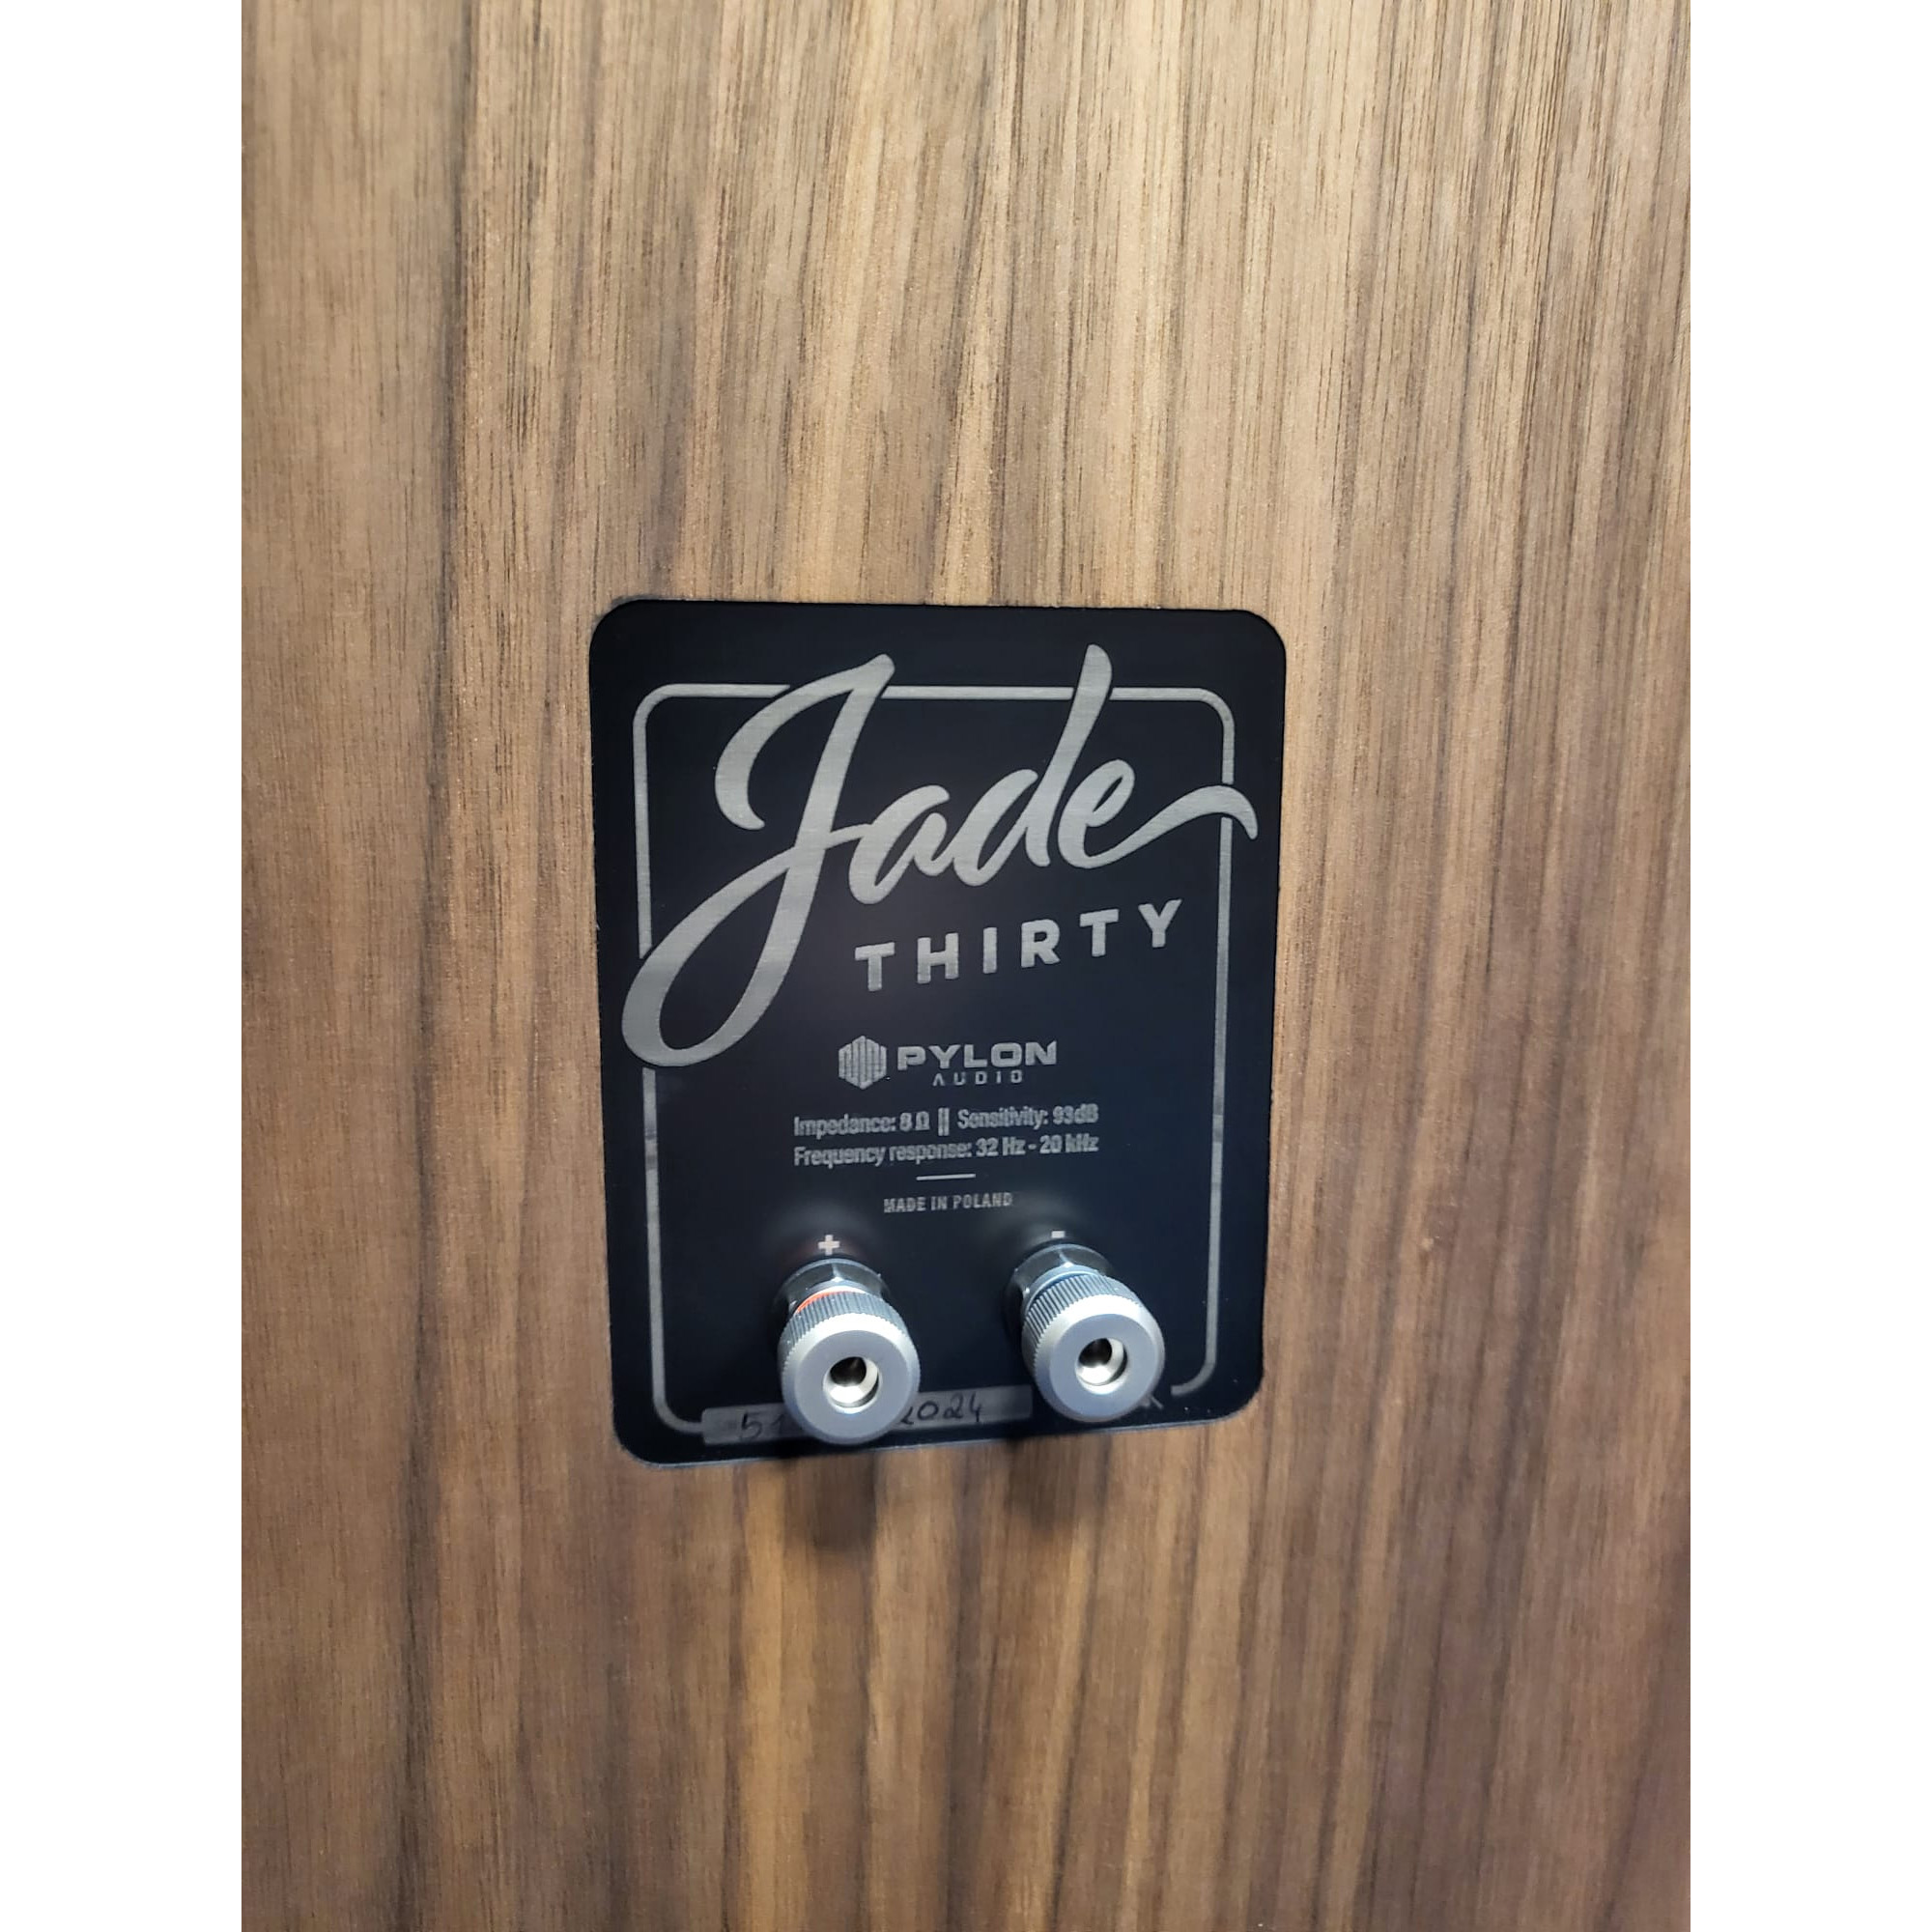 Jade
THIRTY
PYLON
AUDIO
Impedance: 8 Ω || Sensitivity: 93dB
Frequency response: 32 Hz - 20 kHz
MADE IN POLAND
+ -
2024